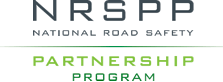 NRSPP
NATIONAL ROAD SAFETY
PARTNERSHIP
PROGRAM